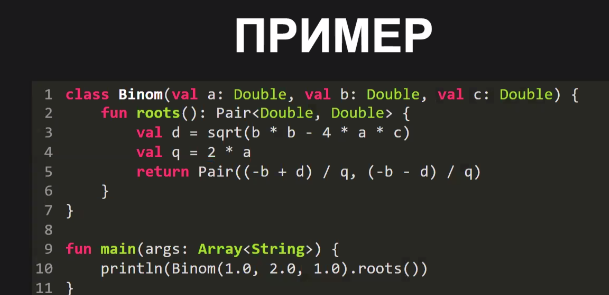 ПРИМЕР
1 class Binom(val a: Double, val b: Double, val c: Double) {
2     fun roots(): Pair<Double, Double> {
3         val d = sqrt(b * b - 4 * a * c)
4         val q = 2 * a
5         return Pair((-b + d) / q, (-b - d) / q)
6     }
7 }
8
9 fun main(args: Array<String>) {
10     println(Binom(1.0, 2.0, 1.0).roots())
11 }